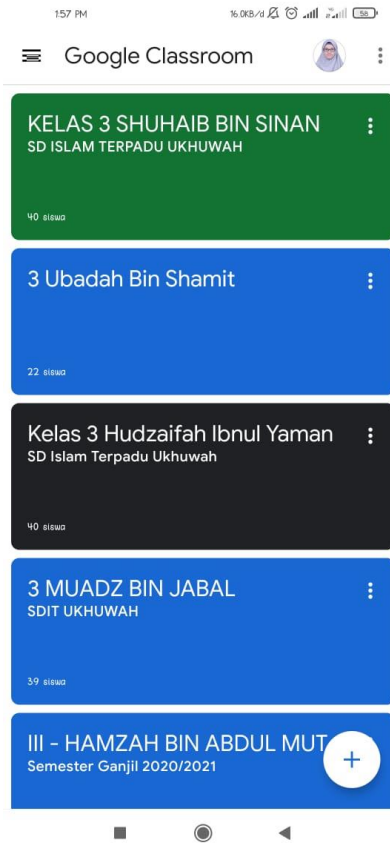 1:57 PM 16.0KB/d 58
Google Classroom
KELAS 3 SHUHAIB BIN SINAN
SD ISLAM TERPADU UKHUWAH
40 siswa
3 Ubadah Bin Shamit
22 siswa
Kelas 3 Hudzaifah Ibnul Yaman
SD Islam Terpadu Ukhuwah
40 siswa
3 MUADZ BIN JABAL
SDIT UKHUWAH
39 siswa
III - HAMZAH BIN ABDUL MUT
Semester Ganjil 2020/2021